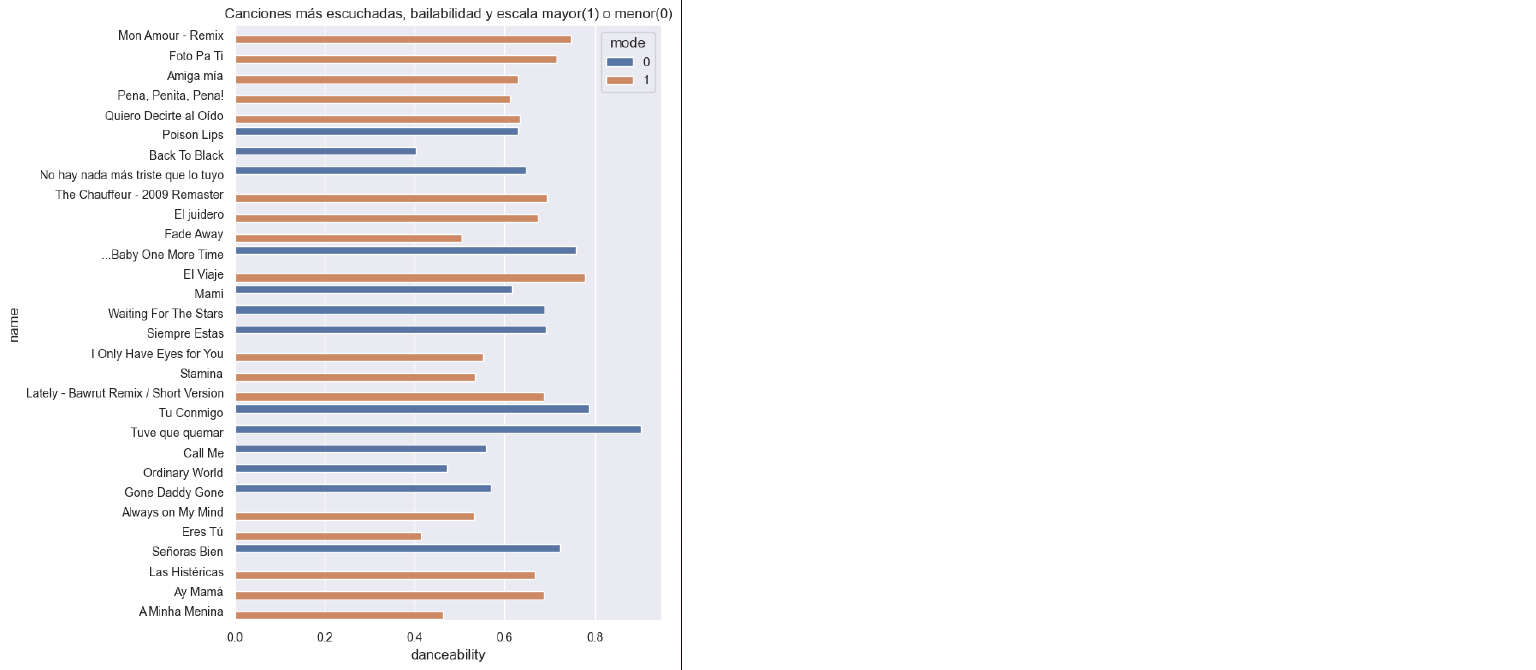 Canciones más escuchadas, bailabilidad y escala mayor(1) o menor(0)
mode
0
1
name
Mon Amour - Remix
Foto Pa Ti
Amiga mía
Pena, Penita, Pena!
Quiero Decirte al Oído
Poison Lips
Back To Black
No hay nada más triste que lo tuyo
The Chauffeur - 2009 Remaster
El juidero
Fade Away
...Baby One More Time
El Viaje
Mami
Waiting For The Stars
Siempre Estas
I Only Have Eyes for You
Stamina
Lately - Bawrut Remix / Short Version
Tu Conmigo
Tuve que quemar
Call Me
Ordinary World
Gone Daddy Gone
Always on My Mind
Eres Tú
Señoras Bien
Las Histéricas
Ay Mamá
A Minha Menina
0.0 0.2 0.4 0.6 0.8
danceability